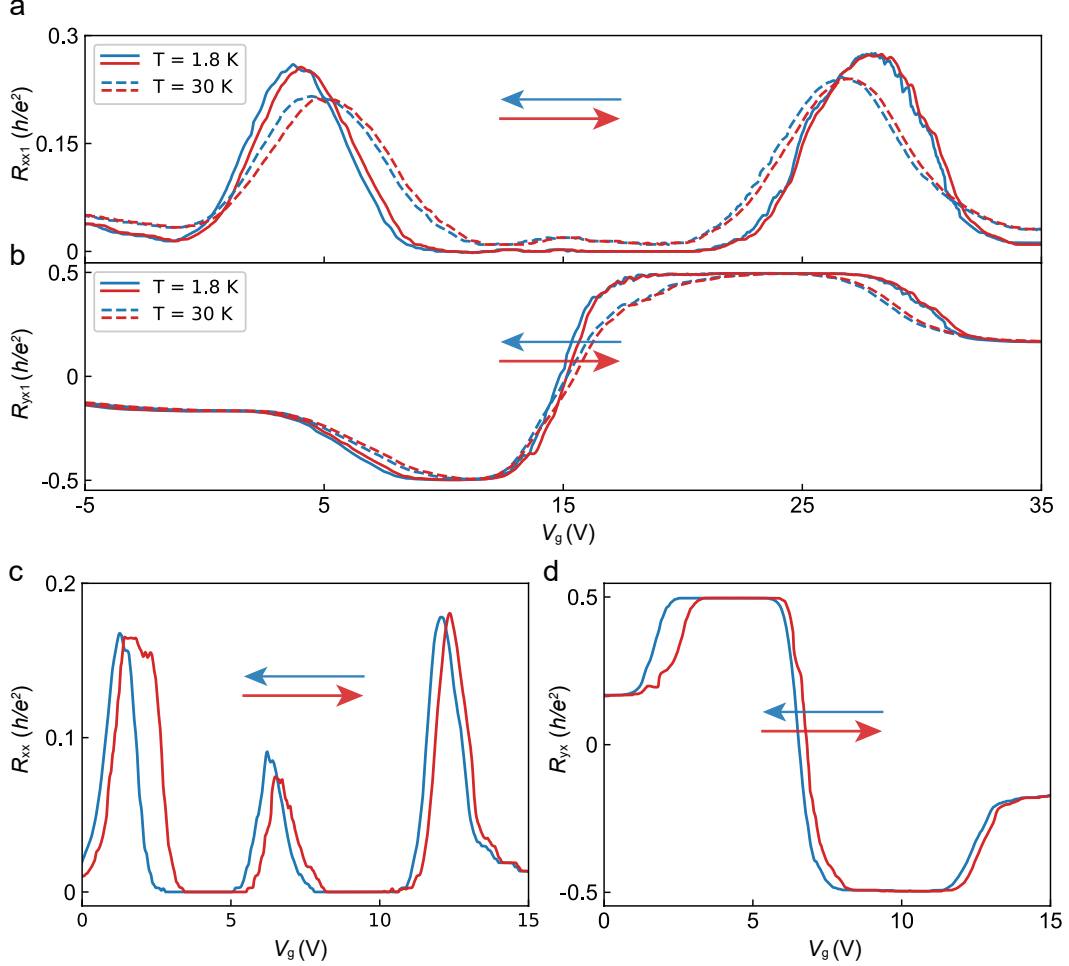 a
0.3
0.15
0
R_xx1 (h/e²)
T = 1.8 K
T = 30 K
b
0.5
0
-0.5
R_yx1 (h/e²)
T = 1.8 K
T = 30 K
-5
5
15
25
35
V_g (V)
c
0.2
0.1
0
R_xx (h/e²)
0
5
10
15
V_g (V)
d
0.5
0
-0.5
R_yx (h/e²)
0
5
10
15
V_g (V)